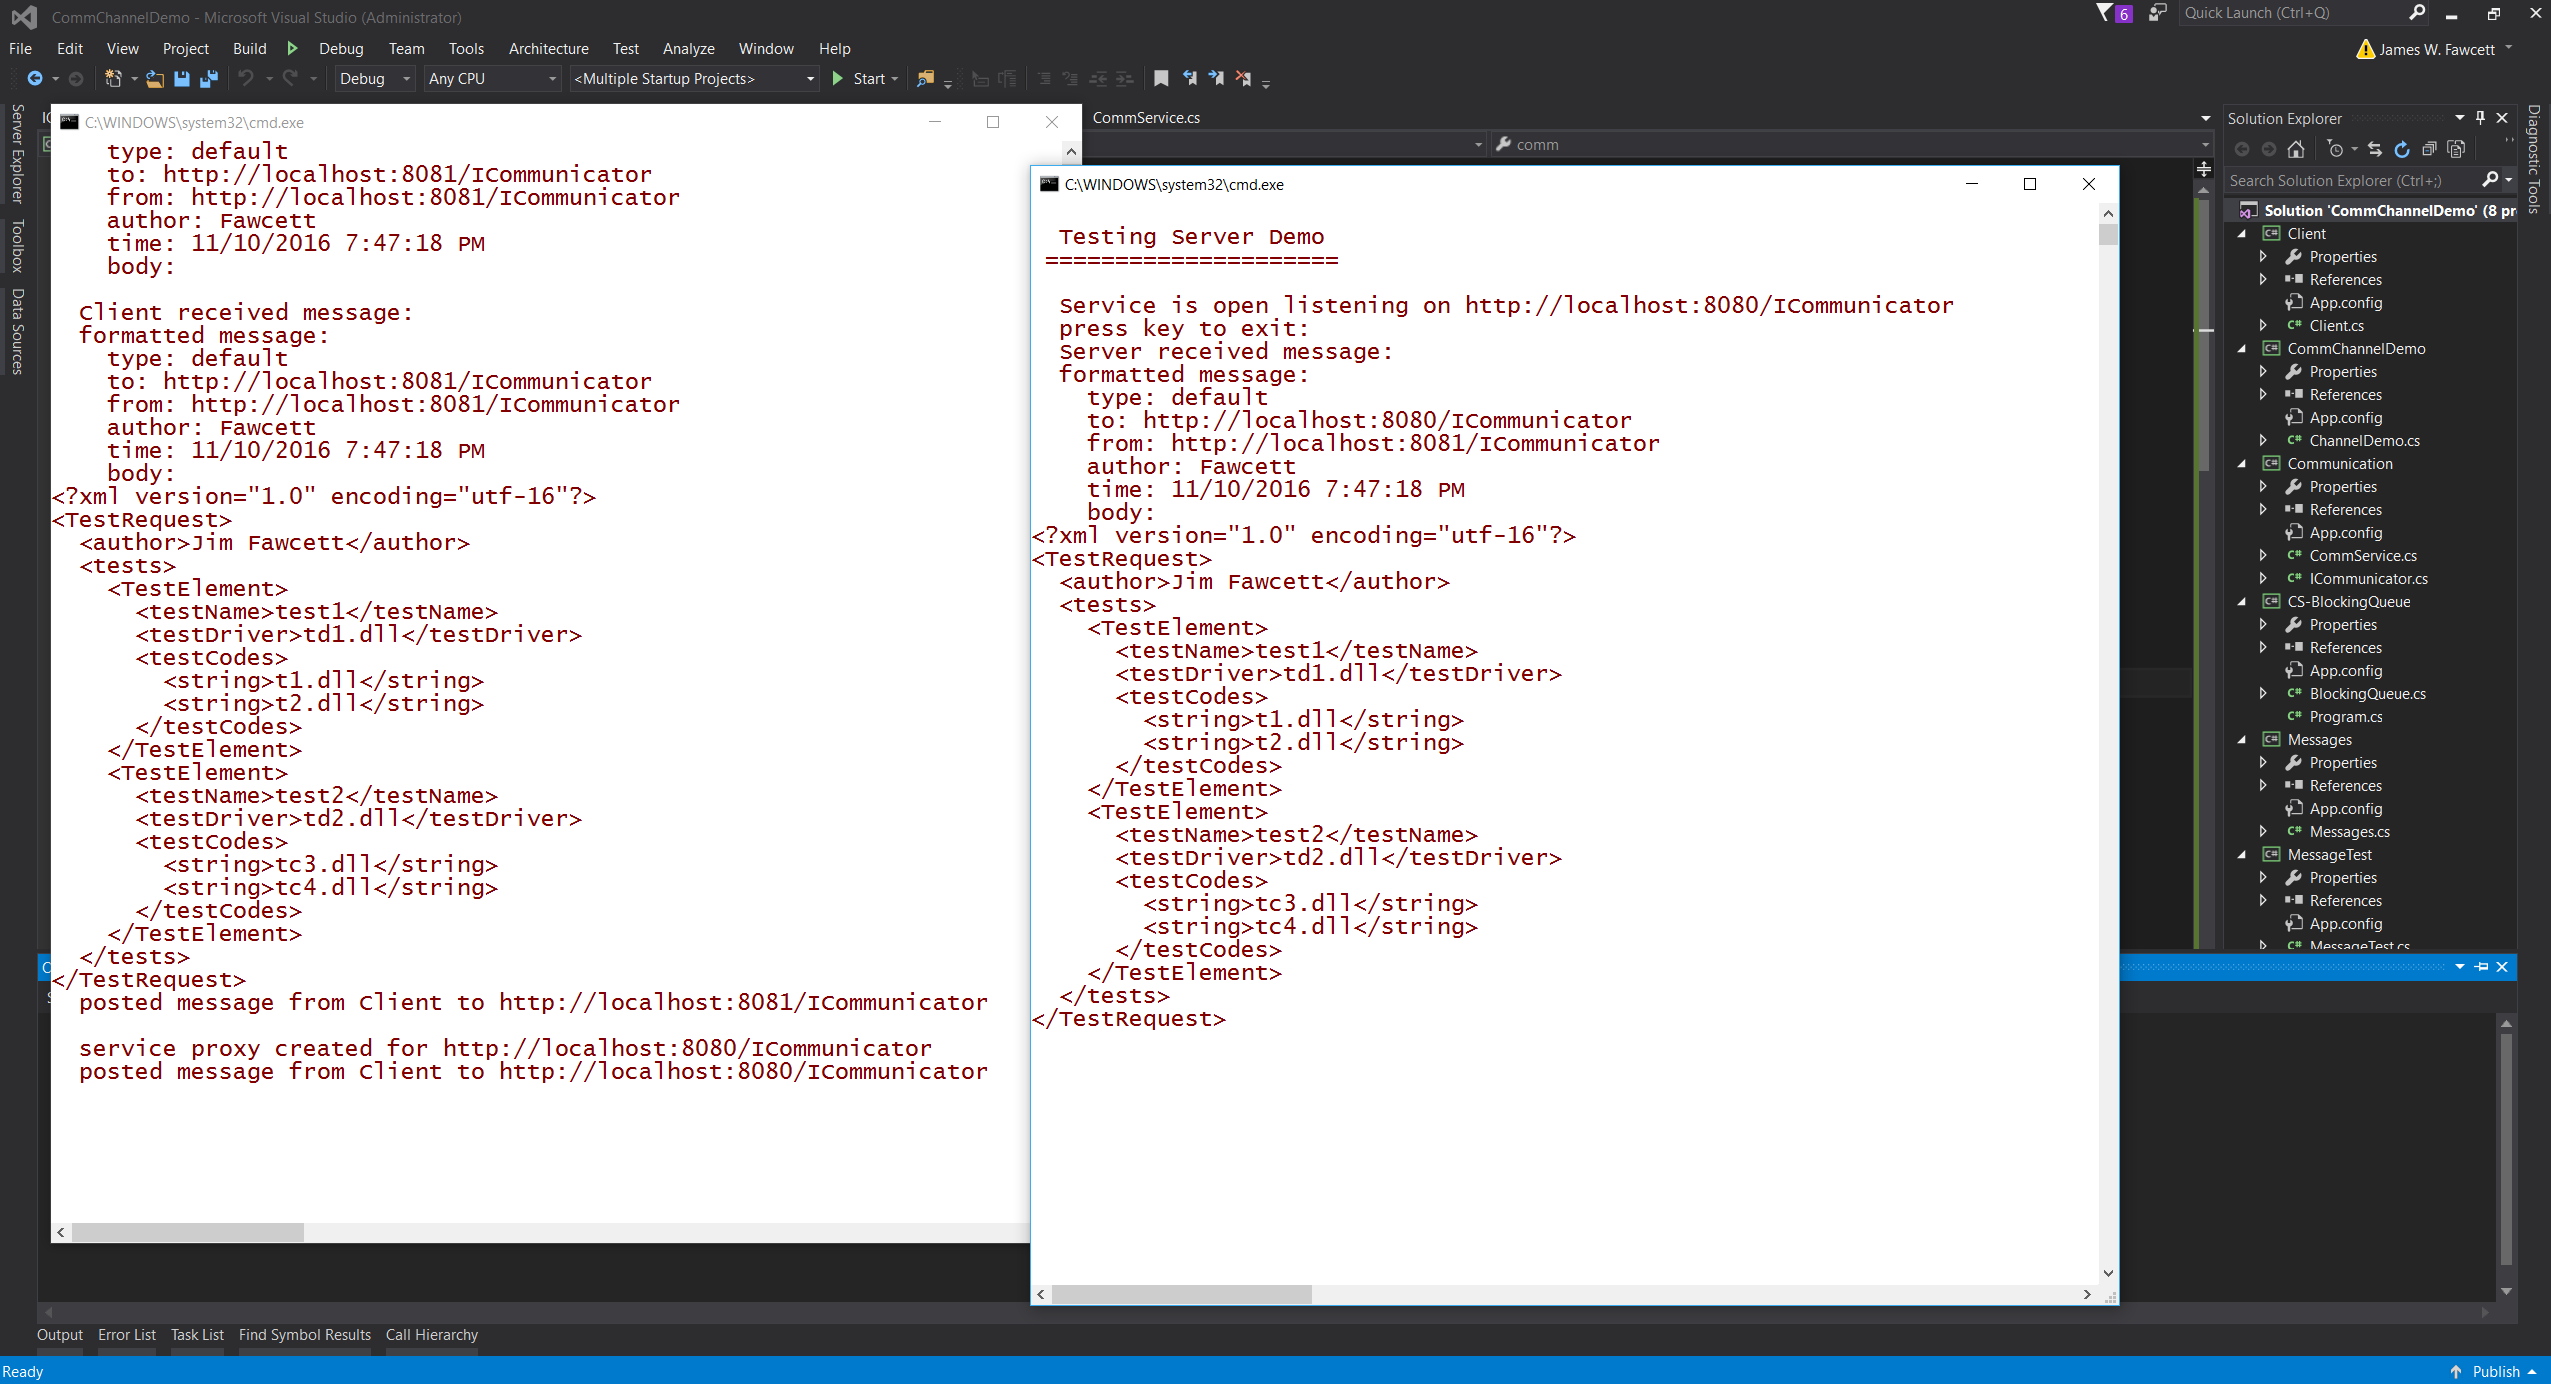 CommChannelDemo - Microsoft Visual Studio (Administrator)
6
Quick Launch (Ctrl+Q)
File Edit View Project Build Debug Team Tools Architecture Test Analyze Window Help
James W. Fawcett
Debug
Any CPU
<Multiple Startup Projects>
Start
Server Explorer
Toolbox
Data Sources
C:\WINDOWS\system32\cmd.exe
type: default
to: http://localhost:8081/ICommunicator
from: http://localhost:8081/ICommunicator
author: Fawcett
time: 11/10/2016 7:47:18 PM
body:
Client received message:
formatted message:
type: default
to: http://localhost:8081/ICommunicator
from: http://localhost:8081/ICommunicator
author: Fawcett
time: 11/10/2016 7:47:18 PM
body:
<?xml version="1.0" encoding="utf-16"?>
<TestRequest>
<author>Jim Fawcett</author>
<tests>
<TestElement>
<testName>test1</testName>
<testDriver>td1.dll</testDriver>
<testCodes>
<string>t1.dll</string>
<string>t2.dll</string>
</testCodes>
</TestElement>
<TestElement>
<testName>test2</testName>
<testDriver>td2.dll</testDriver>
<testCodes>
<string>tc3.dll</string>
<string>tc4.dll</string>
</testCodes>
</TestElement>
</tests>
</TestRequest>
posted message from Client to http://localhost:8081/ICommunicator
service proxy created for http://localhost:8080/ICommunicator
posted message from Client to http://localhost:8080/ICommunicator
CommService.cs
comm
C:\WINDOWS\system32\cmd.exe
Testing Server Demo
=====================
Service is open listening on http://localhost:8080/ICommunicator
press key to exit:
Server received message:
formatted message:
type: default
to: http://localhost:8080/ICommunicator
from: http://localhost:8081/ICommunicator
author: Fawcett
time: 11/10/2016 7:47:18 PM
body:
<?xml version="1.0" encoding="utf-16"?>
<TestRequest>
<author>Jim Fawcett</author>
<tests>
<TestElement>
<testName>test1</testName>
<testDriver>td1.dll</testDriver>
<testCodes>
<string>t1.dll</string>
<string>t2.dll</string>
</testCodes>
</TestElement>
<TestElement>
<testName>test2</testName>
<testDriver>td2.dll</testDriver>
<testCodes>
<string>tc3.dll</string>
<string>tc4.dll</string>
</testCodes>
</TestElement>
</tests>
</TestRequest>
Solution Explorer
Search Solution Explorer (Ctrl+;)
Solution 'CommChannelDemo' (8 pr
Client
Properties
References
App.config
Client.cs
CommChannelDemo
Properties
References
App.config
ChannelDemo.cs
Communication
Properties
References
App.config
CommService.cs
ICommunicator.cs
CS-BlockingQueue
Properties
References
App.config
BlockingQueue.cs
Program.cs
Messages
Properties
References
App.config
Messages.cs
MessageTest
Properties
References
App.config
MessageTest.cs
Diagnostic Tools
Output Error List Task List Find Symbol Results Call Hierarchy
Ready
Publish